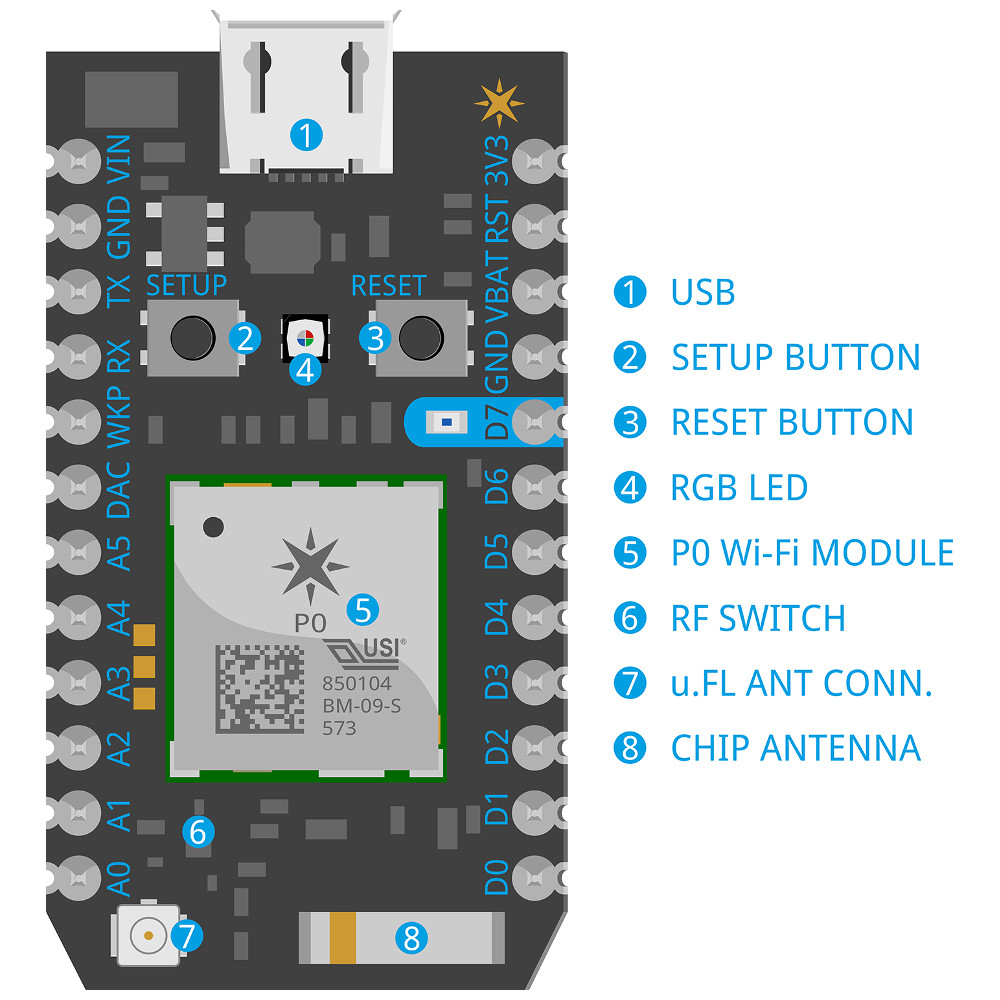 1
VIN
GND
TX
RX
WKP
DAC
A5
A4
A3
A2
A1
A0
3V3
RST
VBAT
GND
D7
D6
D5
D4
D3
D2
D1
D0
SETUP
RESET
2
3
4
P0
5
USI®
850104
BM-09-S
573
6
7
8
1 USB
2 SETUP BUTTON
3 RESET BUTTON
4 RGB LED
5 P0 Wi-Fi MODULE
6 RF SWITCH
7 u.FL ANT CONN.
8 CHIP ANTENNA